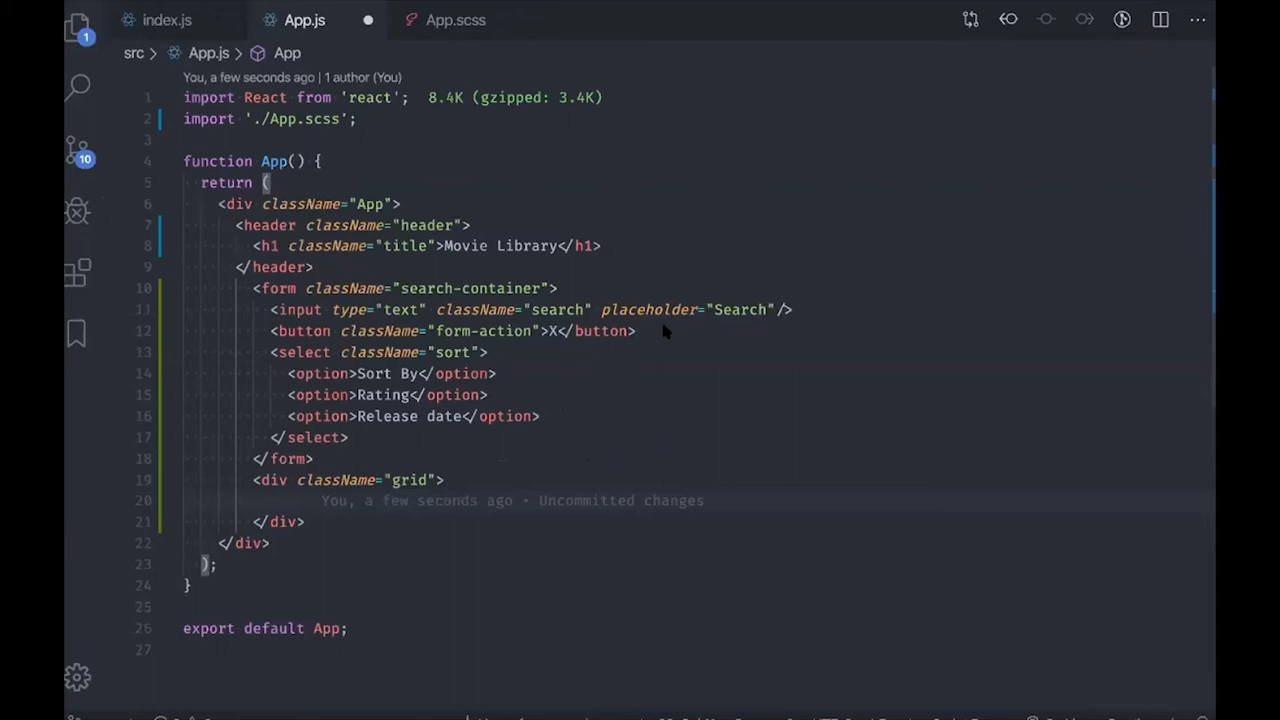 index.js
App.js
App.scss
1
src > App.js > App
You, a few seconds ago | 1 author (You)
1 import React from 'react'; 8.4K (gzipped: 3.4K)
2 import './App.scss';
3
10
4 function App() {
5 return (
6 <div className="App">
7 <header className="header">
8 <h1 className="title">Movie Library</h1>
9 </header>
10 <form className="search-container">
11 <input type="text" className="search" placeholder="Search"/>
12 <button className="form-action">X</button>
13 <select className="sort">
14 <option>Sort By</option>
15 <option>Rating</option>
16 <option>Release date</option>
17 </select>
18 </form>
19 <div className="grid">
20 You, a few seconds ago • Uncommitted changes
21 </div>
22 </div>
23 );
24 }
25
26 export default App;
27